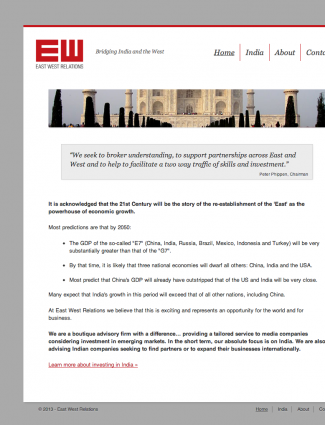 EW
EAST WEST RELATIONS
Bridging India and the West
Home India About Conta
"We seek to broker understanding, to support partnerships across East and
West and to help to facilitate a two way traffic of skills and investment."
Peter Phippen, Chairman
It is acknowledged that the 21st Century will be the story of the re-establishment of the 'East' as the
powerhouse of economic growth.
Most predictions are that by 2050:
• The GDP of the so-called "E7" (China, India, Russia, Brazil, Mexico, Indonesia and Turkey) will be very
substantially greater than that of the "G7".
• By that time, it is likely that three national economies will dwarf all others: China, India and the USA.
• Most predict that China's GDP will already have outstripped that of the US and India will be very close.
Many expect that India's growth in this period will exceed that of all other nations, including China.
At East West Relations we believe that this is exciting and represents an opportunity for the world and for
business.
We are a boutique advisory firm with a difference... providing a tailored service to media companies
considering investment in emerging markets. In the short term, our absolute focus is on India. We are also
advising Indian companies seeking to find partners or to expand their businesses internationally.
Learn more about investing in India »
© 2013 - East West Relations
Home India About Cont